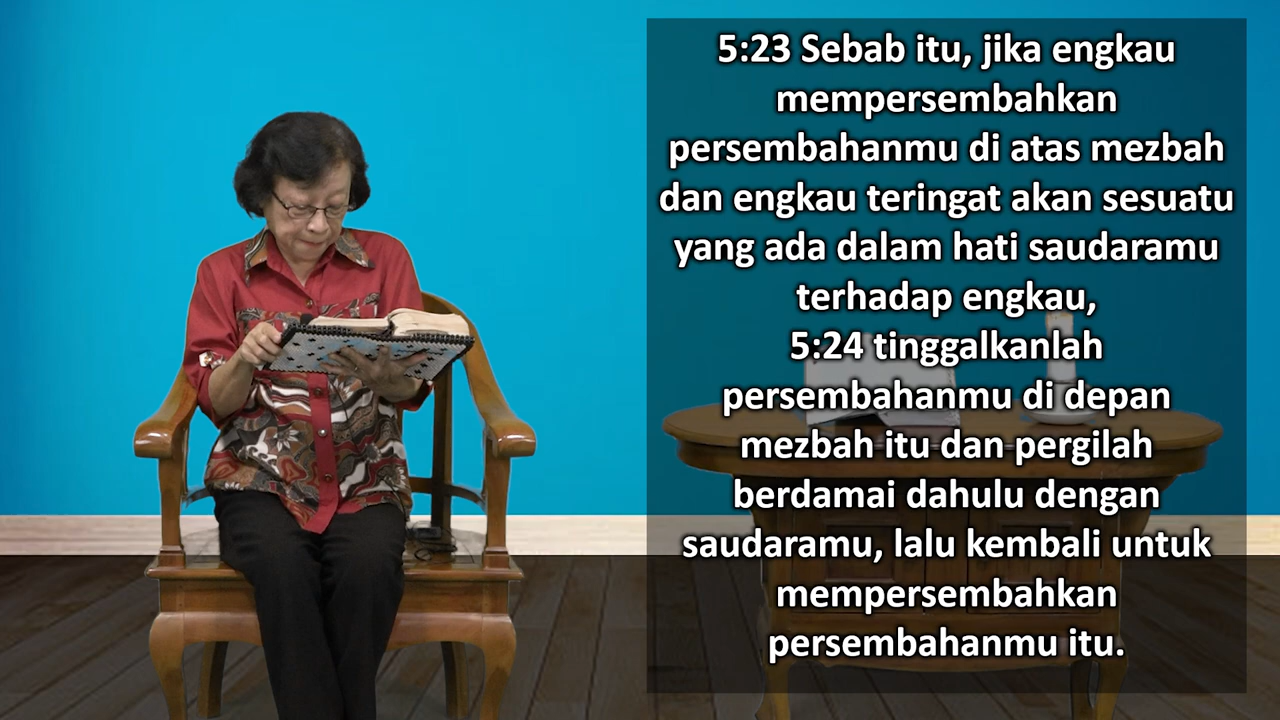 5:23 Sebab itu, jika engkau
mempersembahkan
persembahanmu di atas mezbah
dan engkau teringat akan sesuatu
yang ada dalam hati saudaramu
terhadap engkau,
5:24 tinggalkanlah
persembahanmu di depan
mezbah itu dan pergilah
berdamai dahulu dengan
saudaramu, lalu kembali untuk
mempersembahkan
persembahanmu itu.